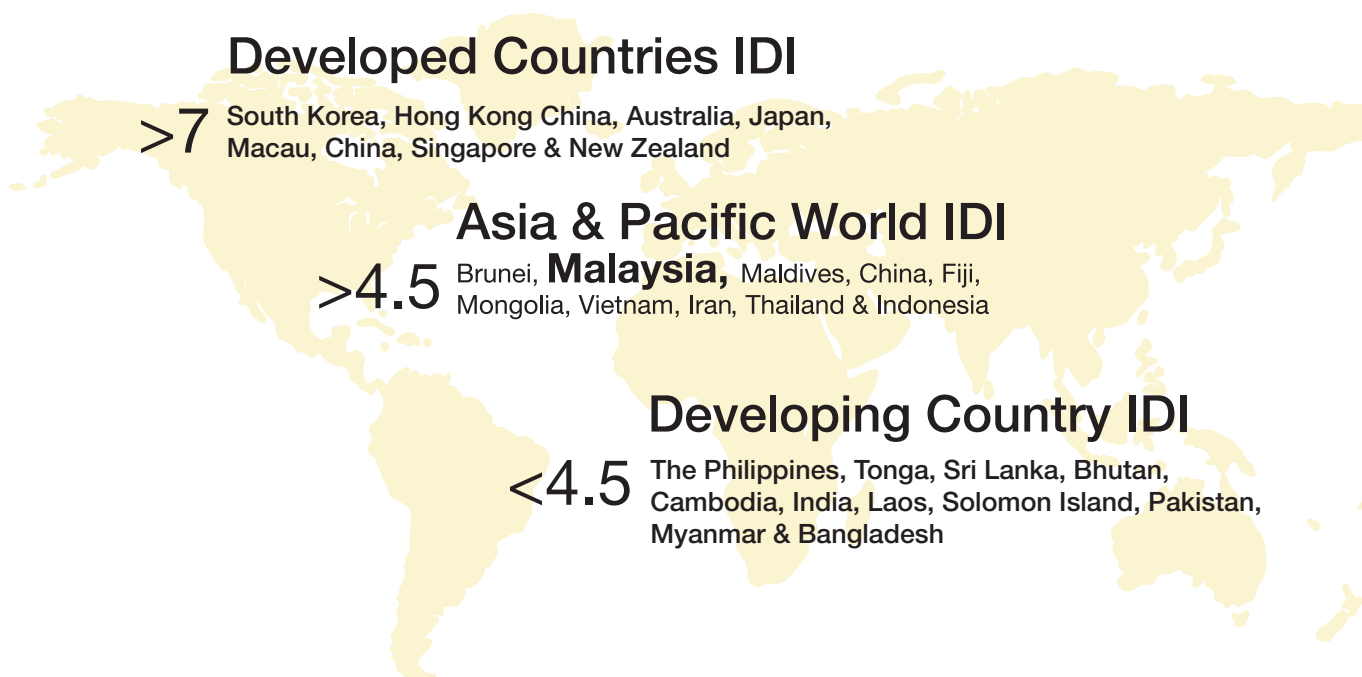 Developed Countries IDI
>7
South Korea, Hong Kong China, Australia, Japan,
Macau, China, Singapore & New Zealand
Asia & Pacific World IDI
>4.5
Brunei, Malaysia, Maldives, China, Fiji,
Mongolia, Vietnam, Iran, Thailand & Indonesia
Developing Country IDI
<4.5
The Philippines, Tonga, Sri Lanka, Bhutan,
Cambodia, India, Laos, Solomon Island, Pakistan,
Myanmar & Bangladesh